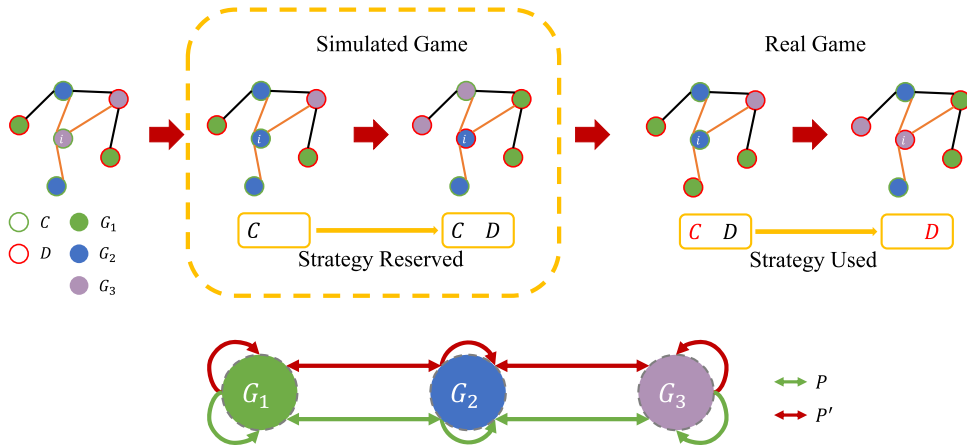 Simulated Game
Real Game
i
i
i
i
i
C
G1
D
G2
G3
C
C D
C D
D
Strategy Reserved
Strategy Used
G1
G2
G3
P
P'